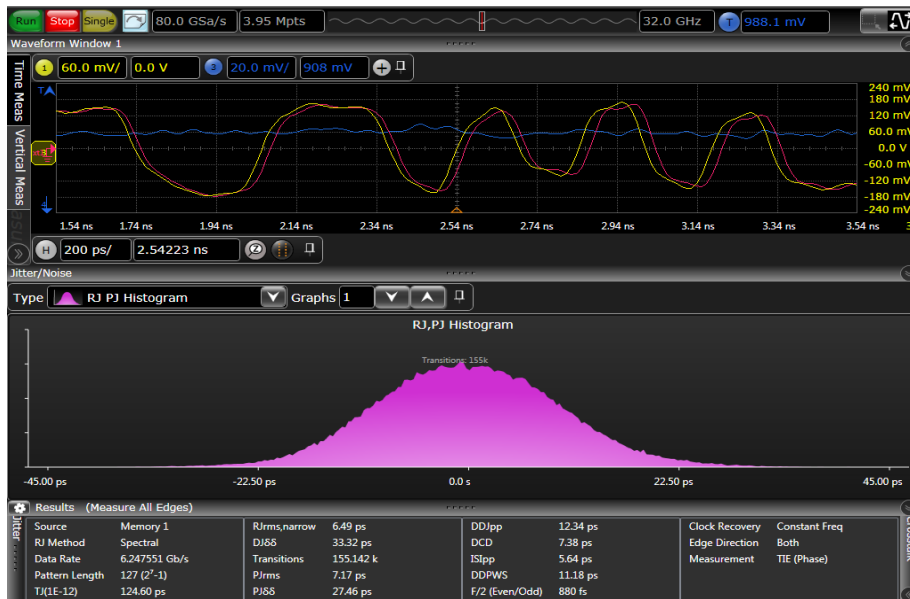 Run Stop Single 80.0 GSa/s 3.95 Mpts 32.0 GHz T 988.1 mV
Waveform Window 1
Time Meas
Vertical Meas
1 60.0 mV/ 0.0 V 3 20.0 mV/ 908 mV
T
240 mV
180 mV
120 mV
60.0 mV
0.0 V
-60.0 mV
-120 mV
-180 mV
-240 mV
1.54 ns 1.74 ns 1.94 ns 2.14 ns 2.34 ns 2.54 ns 2.74 ns 2.94 ns 3.14 ns 3.34 ns 3.54 ns
H 200 ps/ 2.54223 ns
Jitter/Noise
Type RJ PJ Histogram Graphs 1
RJ,PJ Histogram
Transitions: 155k
-45.00 ps -22.50 ps 0.0 s 22.50 ps 45.00 ps
Results (Measure All Edges)
Jitter
Source Memory 1 RJrms,narrow 6.49 ps DDJpp 12.34 ps Clock Recovery Constant Freq
RJ Method Spectral DJδδ 33.32 ps DCD 7.38 ps Edge Direction Both
Data Rate 6.247551 Gb/s Transitions 155.142 k ISIpp 5.64 ps Measurement TIE (Phase)
Pattern Length 127 (2⁷-1) PJrms 7.17 ps DDPWS 11.18 ps
TJ(1E-12) 124.60 ps PJδδ 27.46 ps F/2 (Even/Odd) 880 fs